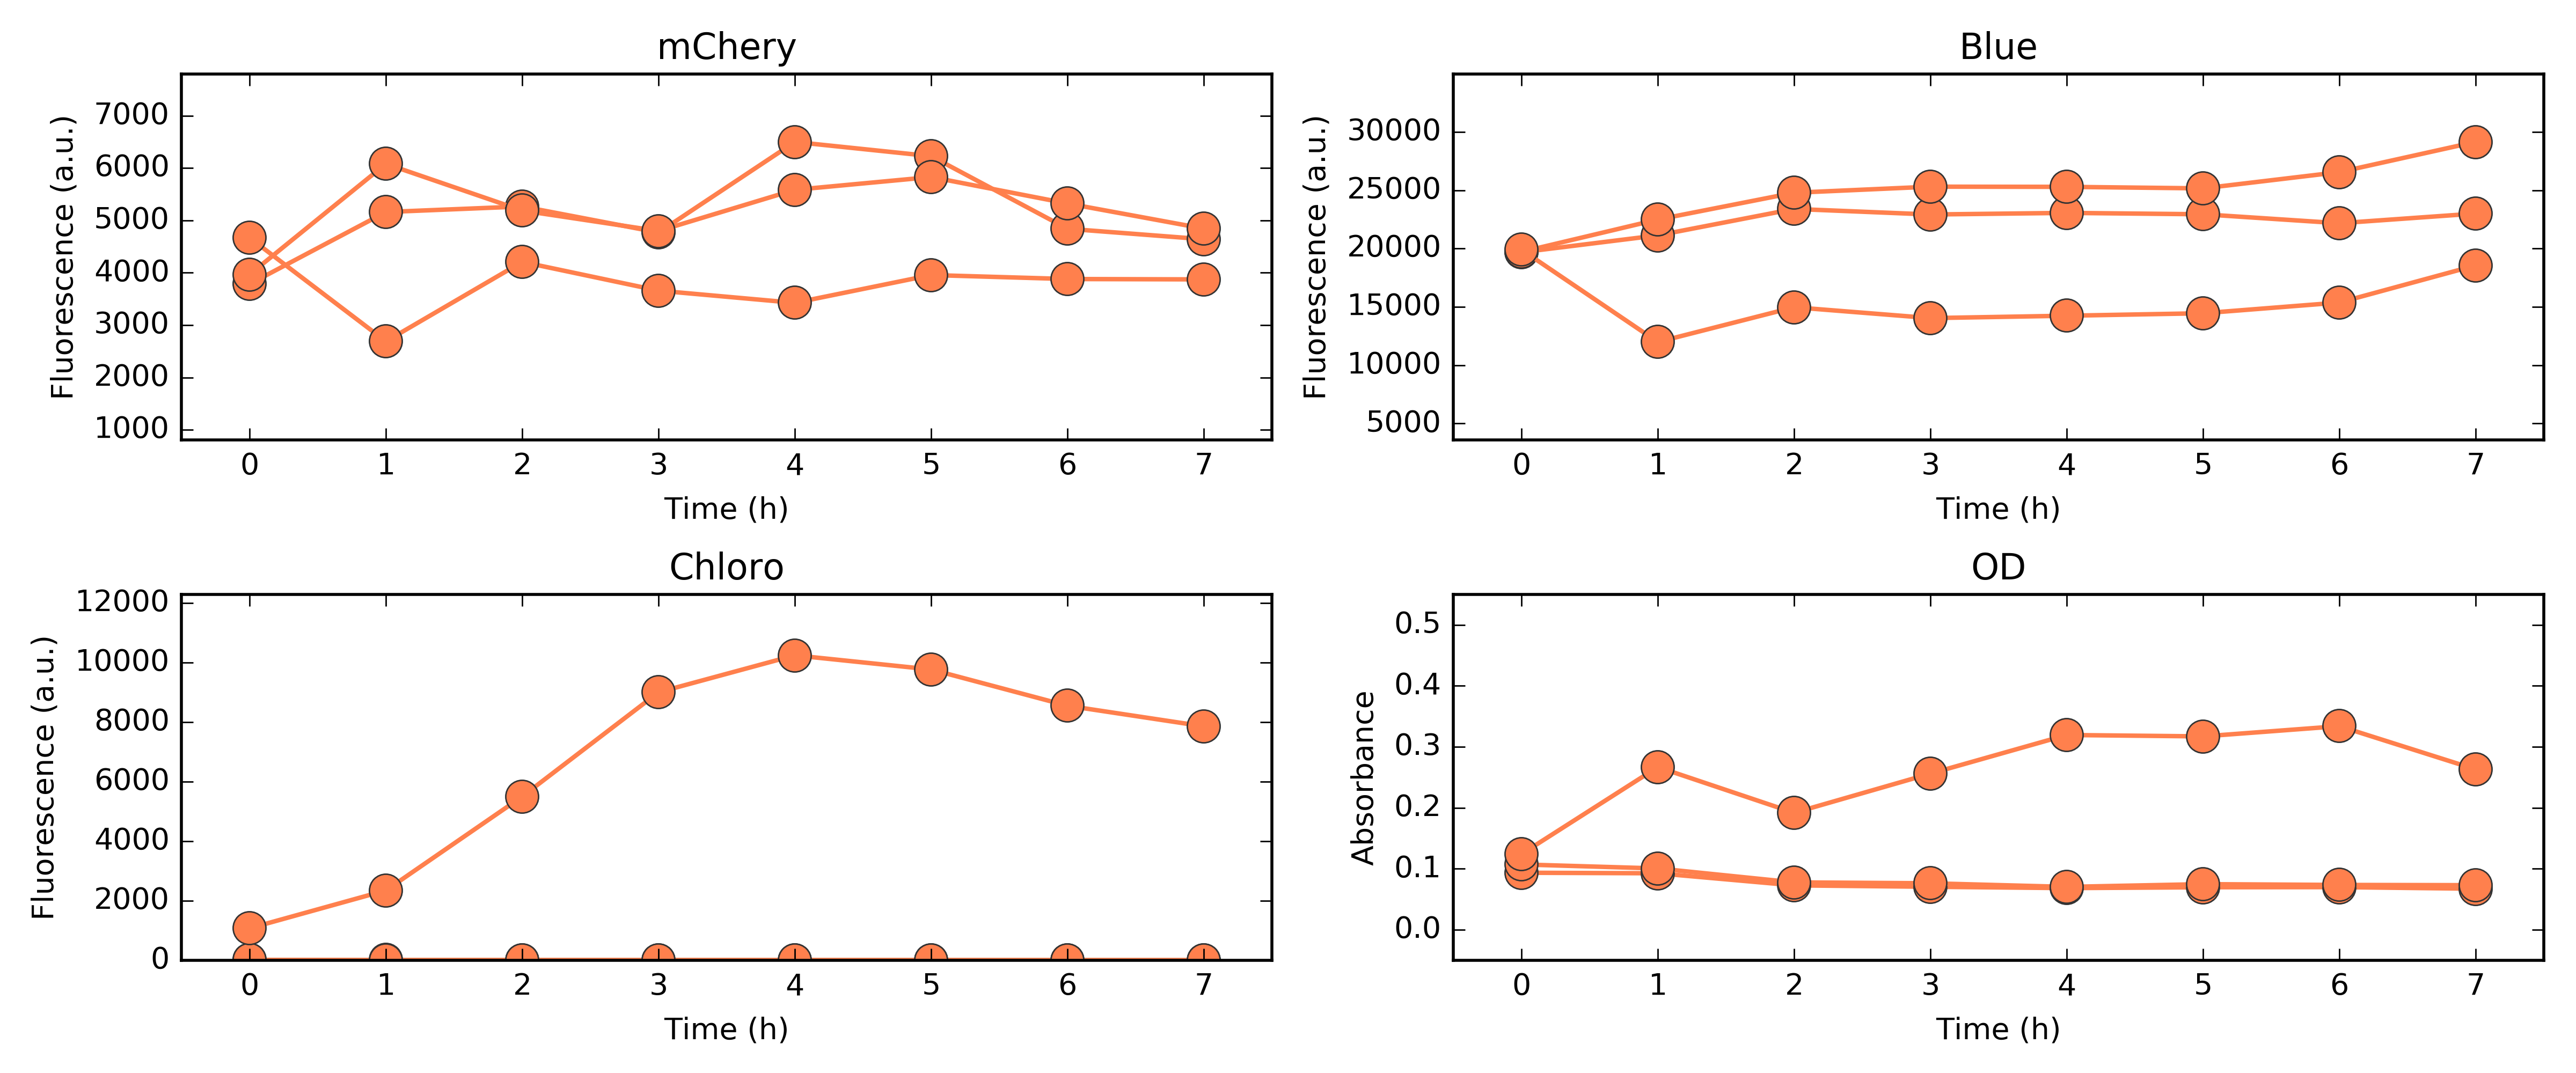 mChery
Fluorescence (a.u.)
7000
6000
5000
4000
3000
2000
1000
0 1 2 3 4 5 6 7
Time (h)
Blue
Fluorescence (a.u.)
30000
25000
20000
15000
10000
5000
0 1 2 3 4 5 6 7
Time (h)
Chloro
Fluorescence (a.u.)
12000
10000
8000
6000
4000
2000
0
0 1 2 3 4 5 6 7
Time (h)
OD
Absorbance
0.5
0.4
0.3
0.2
0.1
0.0
0 1 2 3 4 5 6 7
Time (h)